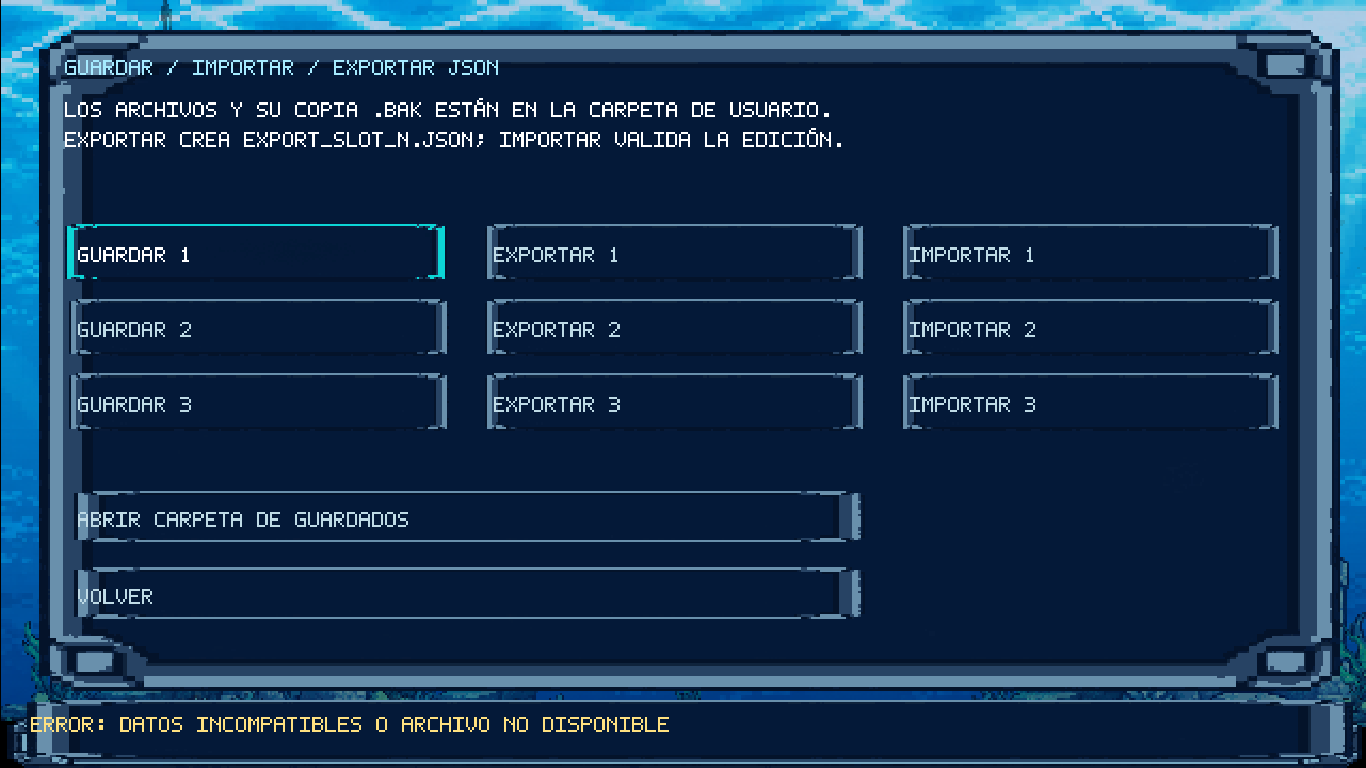 GUARDAR / IMPORTAR / EXPORTAR JSON
LOS ARCHIVOS Y SU COPIA .BAK ESTÁN EN LA CARPETA DE USUARIO.
EXPORTAR CREA EXPORT_SLOT_N.JSON; IMPORTAR VALIDA LA EDICIÓN.
GUARDAR 1
EXPORTAR 1
IMPORTAR 1
GUARDAR 2
EXPORTAR 2
IMPORTAR 2
GUARDAR 3
EXPORTAR 3
IMPORTAR 3
ABRIR CARPETA DE GUARDADOS
VOLVER
ERROR: DATOS INCOMPATIBLES O ARCHIVO NO DISPONIBLE